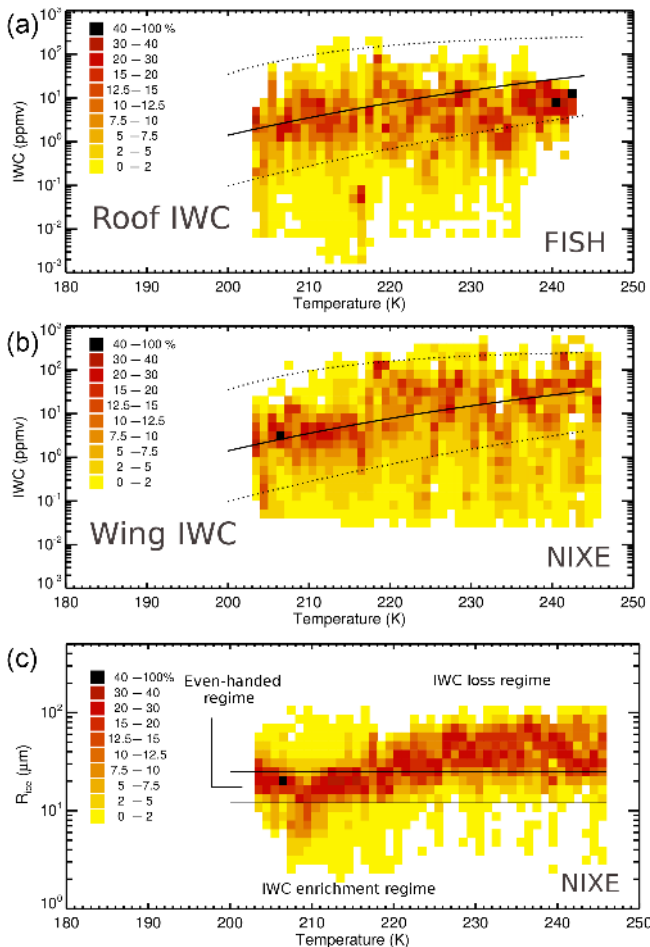 (a)
40 – 100 %
30 – 40
20 – 30
15 – 20
12.5 – 15
10 – 12.5
7.5 – 10
5 – 7.5
2 – 5
0 – 2
10³
10²
10¹
10⁰
10⁻¹
10⁻²
10⁻³
IWC (ppmv)
Roof IWC
FISH
180 190 200 210 220 230 240 250
Temperature (K)
(b)
40 – 100 %
30 – 40
20 – 30
15 – 20
12.5 – 15
10 – 12.5
7.5 – 10
5 – 7.5
2 – 5
0 – 2
10³
10²
10¹
10⁰
10⁻¹
10⁻²
10⁻³
IWC (ppmv)
Wing IWC
NIXE
180 190 200 210 220 230 240 250
Temperature (K)
(c)
40 – 100%
30 – 40
20 – 30
15 – 20
12.5 – 15
10 – 12.5
7.5 – 10
5 – 7.5
2 – 5
0 – 2
Even-handed
regime
IWC loss regime
10²
10¹
10⁰
R_ice (µm)
IWC enrichment regime
NIXE
180 190 200 210 220 230 240 250
Temperature (K)